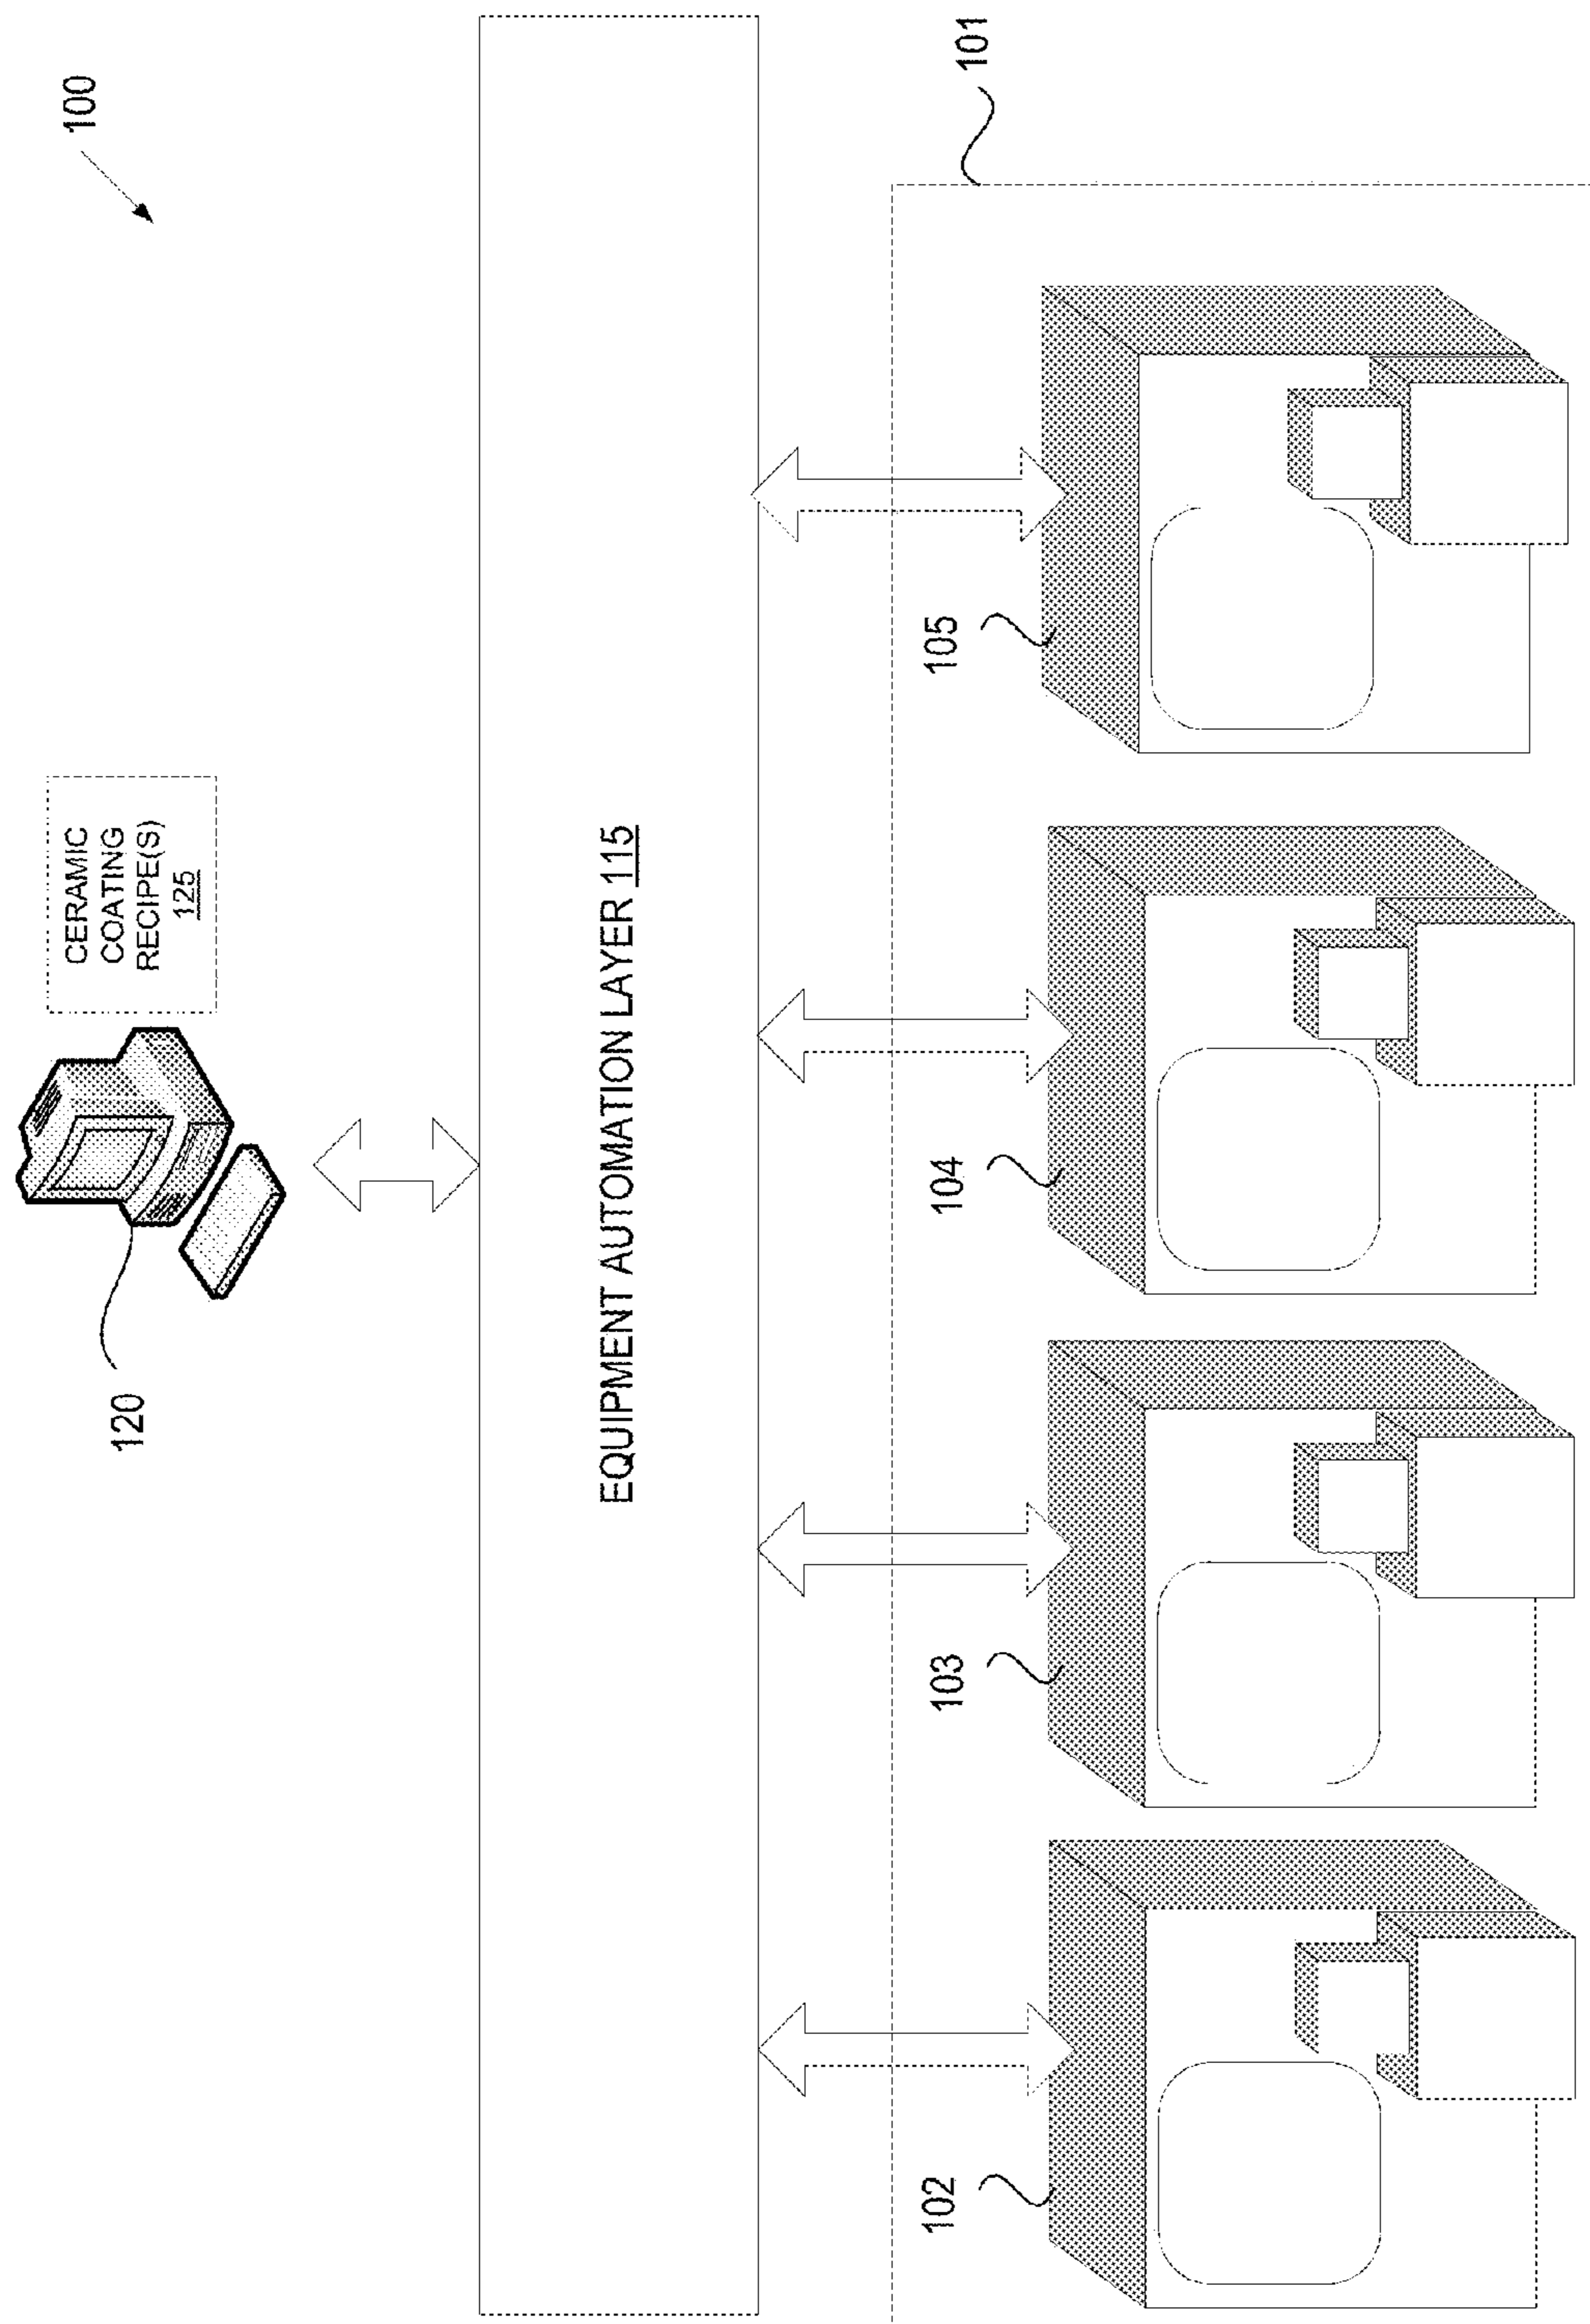 100
CERAMIC
COATING
RECIPE(S)
125
120
EQUIPMENT AUTOMATION LAYER 115
101
102
103
104
105